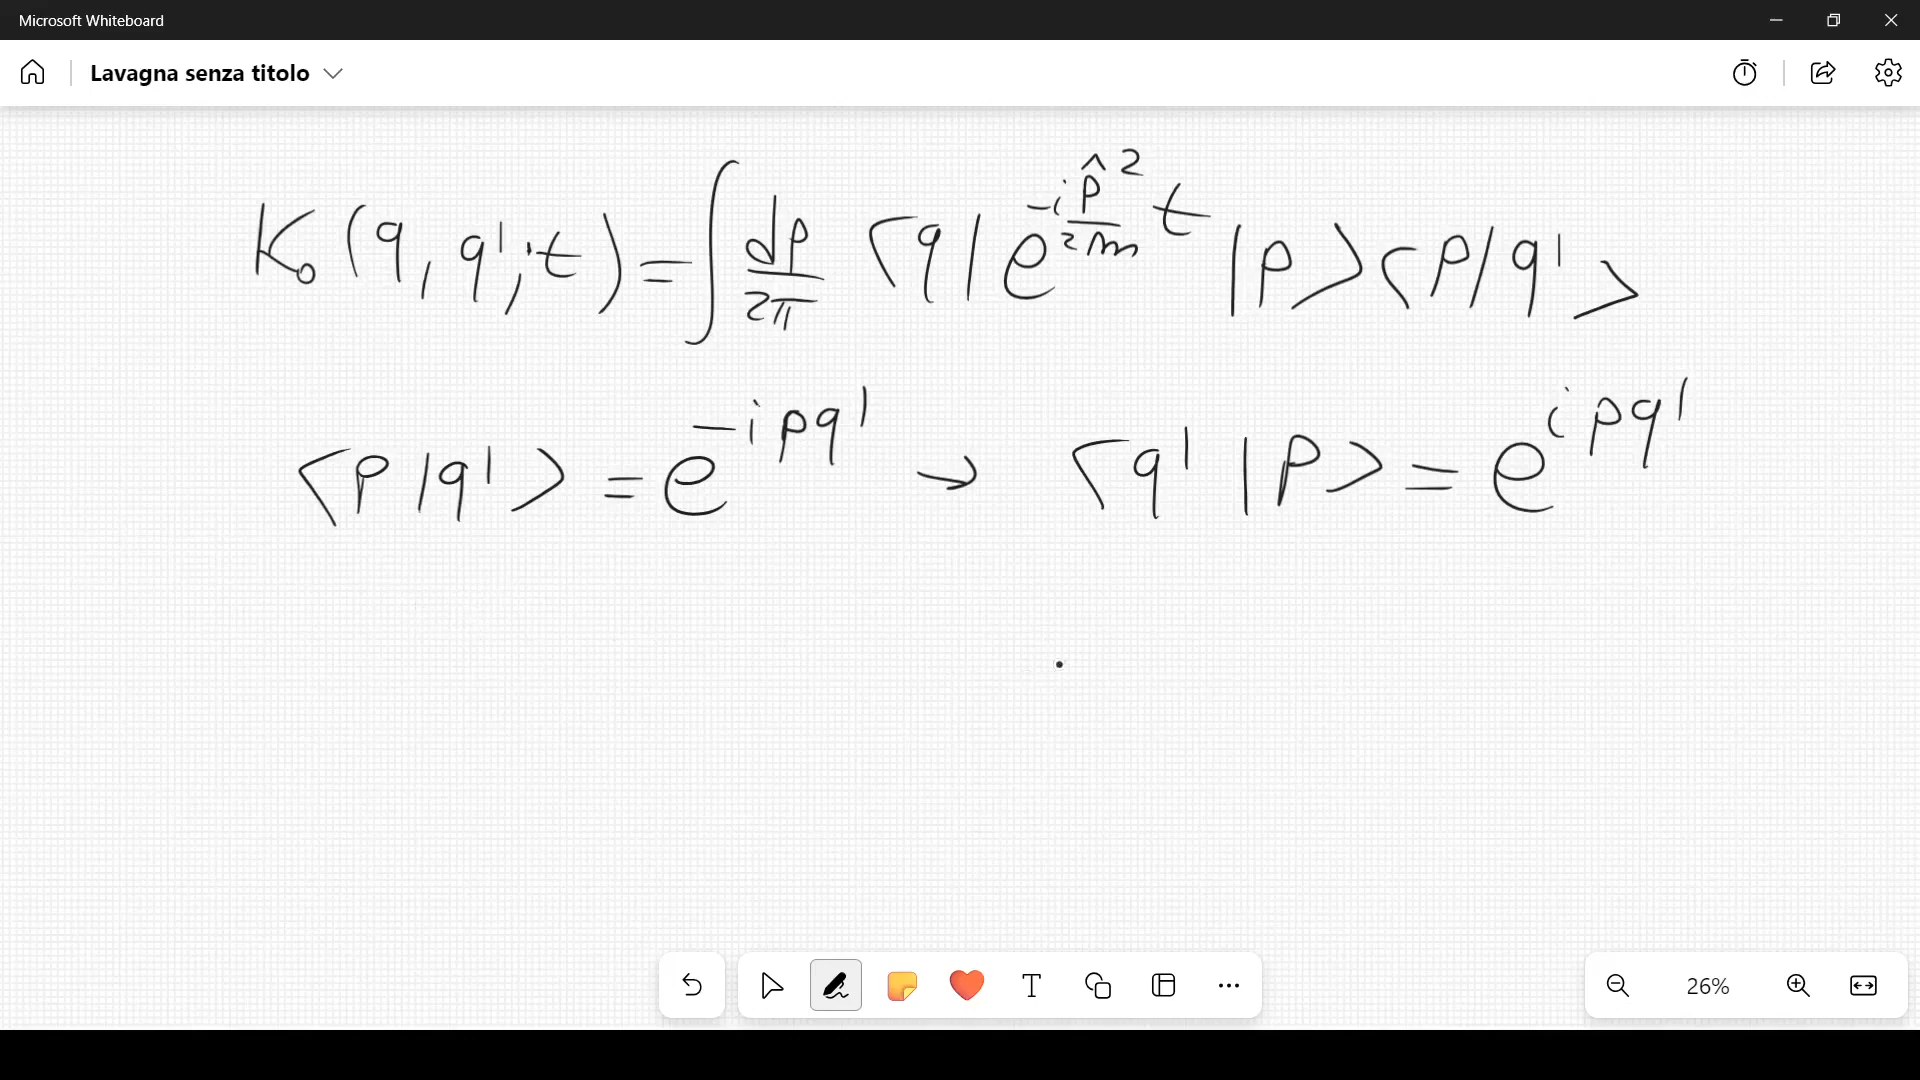 Microsoft Whiteboard
Lavagna senza titolo
K₀(q, q'; t) = ∫ dp/2π ⟨q| e^{-i p̂²/2m t} |p⟩⟨p|q'⟩
⟨p|q'⟩ = e^{-ipq'} → ⟨q'|p⟩ = e^{ipq'}
T
26%